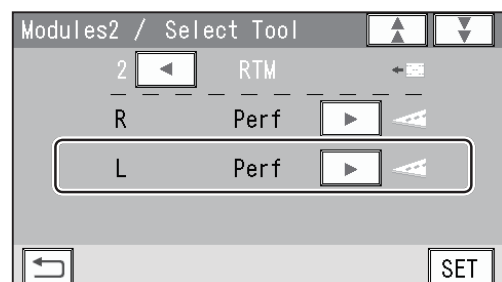 Modules2 / Select Tool
2 RTM
R Perf
L Perf
SET